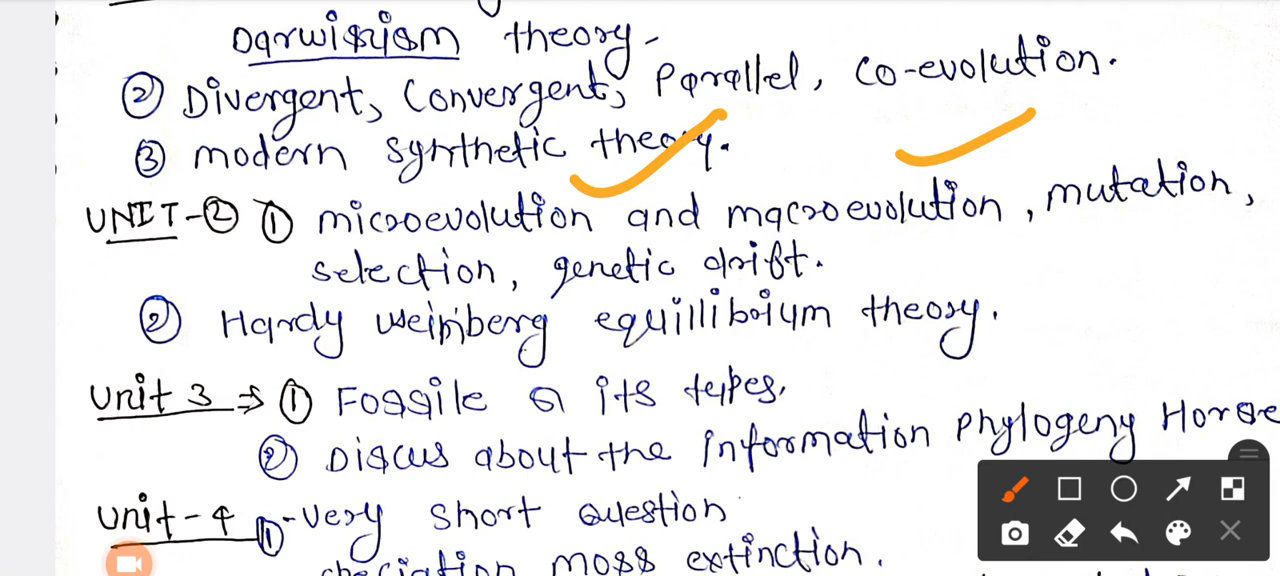 Darwinism theory-
② Divergent, Convergent, Parallel, co-evolution.
③ modern synthetic theory.
UNIT-② ① microevolution and macroevolution, mutation,
selection, genetic drift.
② Hardy weinberg equillibrium theory.
Unit 3 ⇒ ① Fossile & its types.
② Discus about the information Phylogeny Horse
Unit-4 ①-Very short question
speciation moss extinction.